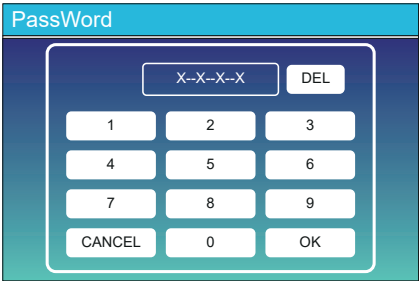 PassWord
X--X--X--X DEL
1 2 3
4 5 6
7 8 9
CANCEL 0 OK